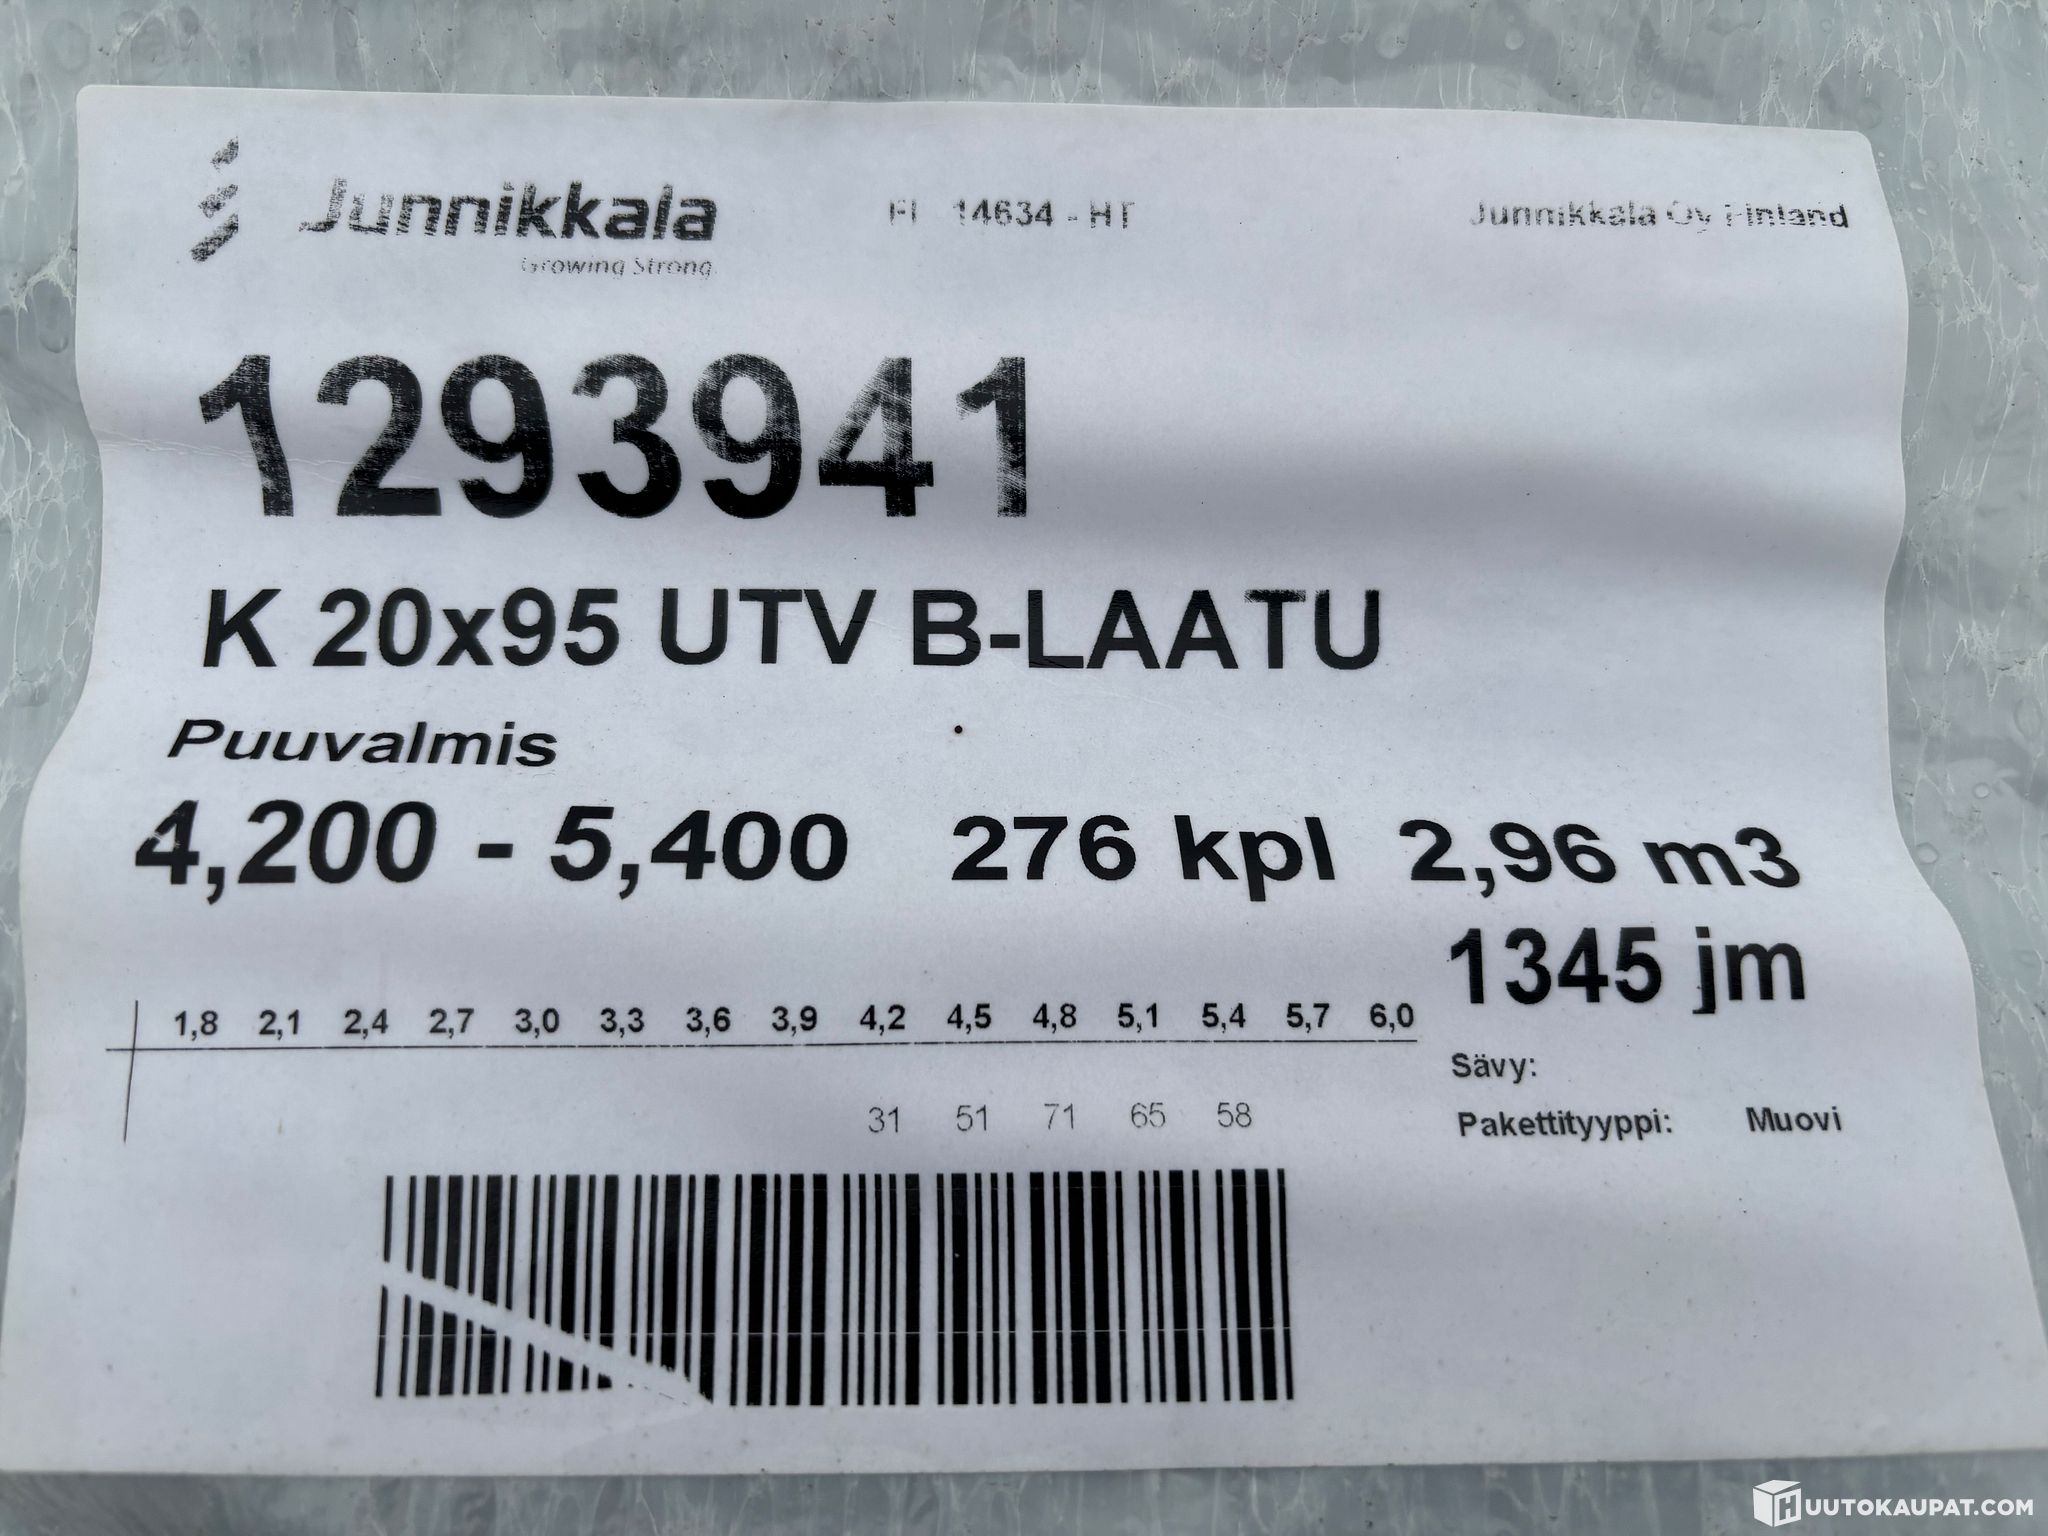 Junnikkala FI 14634 - HT Junnikkala Oy Finland
Growing Strong
1293941
K 20x95 UTV B-LAATU
Puuvalmis
4,200 - 5,400 276 kpl 2,96 m3
1345 jm
1,8 2,1 2,4 2,7 3,0 3,3 3,6 3,9 4,2 4,5 4,8 5,1 5,4 5,7 6,0
Sävy:
31 51 71 65 58
Pakettityyppi: Muovi
HUUTOKAUPAT.COM